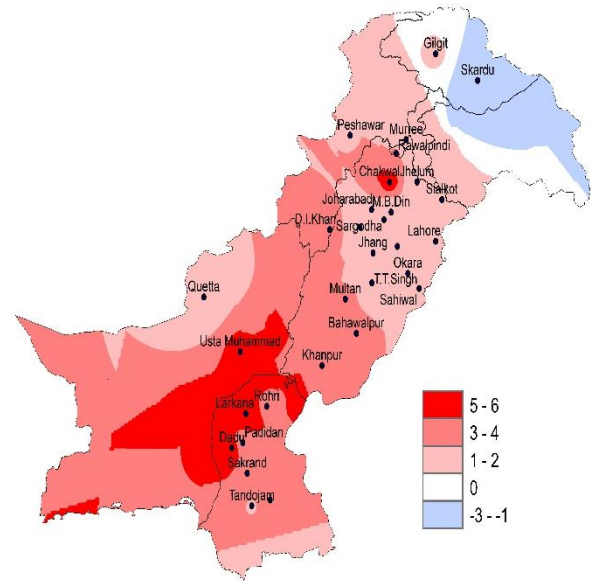 Gilgit
Skardu
Peshawar
Murree
Rawalpindi
Chakwal
Jhelum
Sialkot
Joharabad
M.B.Din
D.I.Khan
Sargodha
Lahore
Jhang
Okara
T.T.Singh
Sahiwal
Quetta
Multan
Bahawalpur
Usta Muhammad
Khanpur
Larkana
Rohri
Dadu
Padidan
Sakrand
Tandojam
5 - 6
3 - 4
1 - 2
0
-3 - -1